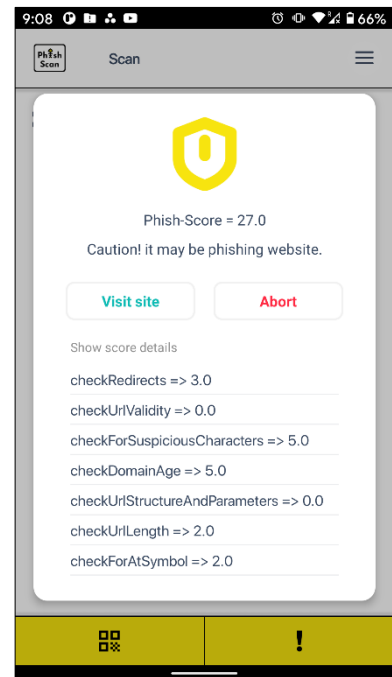 9:08
66%
Phish
Scan
Scan
Phish-Score = 27.0
Caution! it may be phishing website.
Visit site
Abort
Show score details
checkRedirects => 3.0
checkUrlValidity => 0.0
checkForSuspiciousCharacters => 5.0
checkDomainAge => 5.0
checkUrlStructureAndParameters => 0.0
checkUrlLength => 2.0
checkForAtSymbol => 2.0